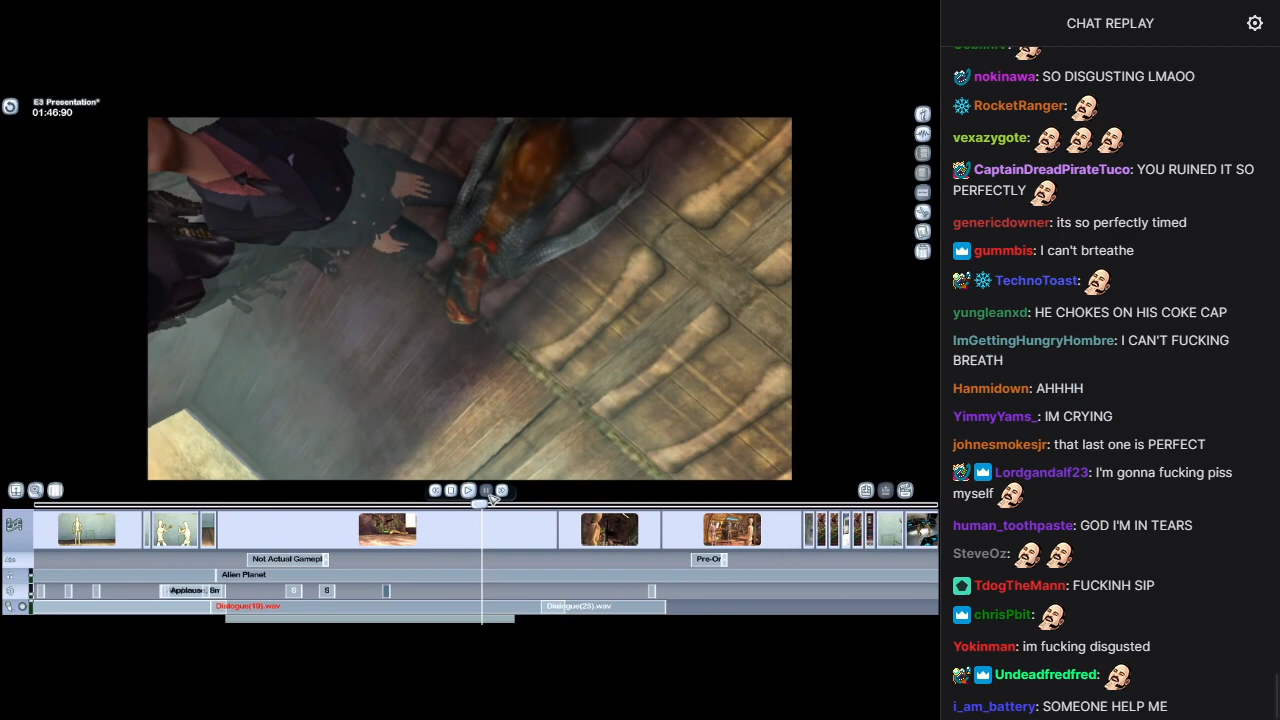 E3 Presentation*
01:46:90
Not Actual Gamepl
Pre-Or
Alien Planet
Applause, Sm
S
S
Dialogue(19).wav
Dialogue(23).wav
CHAT REPLAY
nokinawa: SO DISGUSTING LMAOO
RocketRanger:
vexazygote:
CaptainDreadPirateTuco: YOU RUINED IT SO
PERFECTLY
genericdowner: its so perfectly timed
gummbis: I can't brteathe
TechnoToast:
yungleanxd: HE CHOKES ON HIS COKE CAP
ImGettingHungryHombre: I CAN'T FUCKING
BREATH
Hanmidown: AHHHH
YimmyYams_: IM CRYING
johnesmokesjr: that last one is PERFECT
Lordgandalf23: I'm gonna fucking piss
myself
human_toothpaste: GOD I'M IN TEARS
SteveOz:
TdogTheMann: FUCKINH SIP
chrisPbit:
Yokinman: im fucking disgusted
Undeadfredfred:
i_am_battery: SOMEONE HELP ME